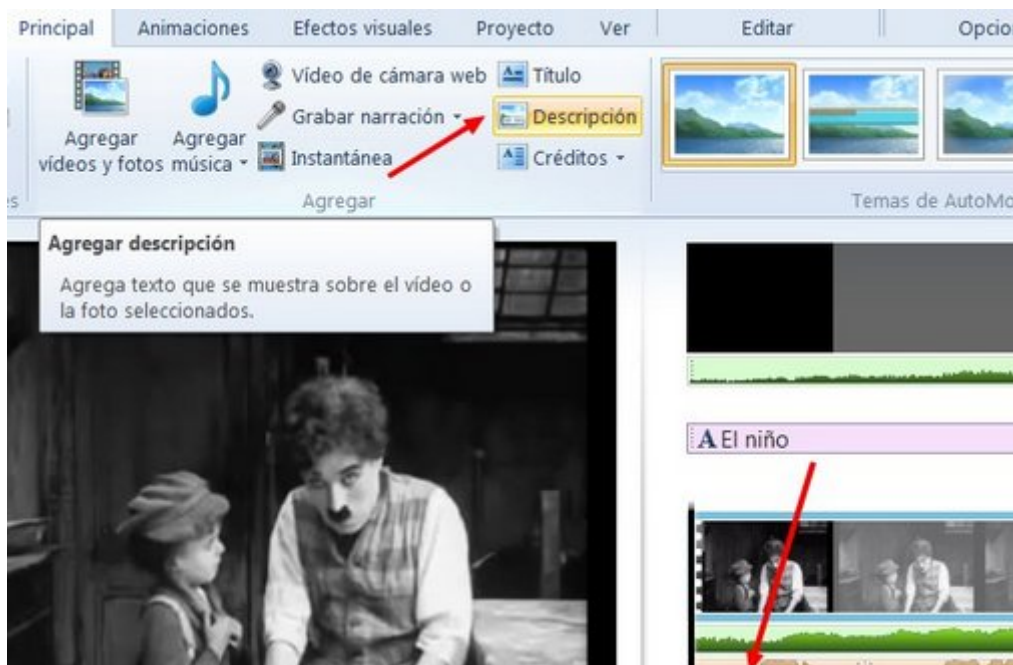 Principal Animaciones Efectos visuales Proyecto Ver Editar
Vídeo de cámara web Título
Agregar vídeos y fotos
Agregar música
Grabar narración Descripción
Instantánea Créditos
Agregar Temas de
Agregar descripción
Agrega texto que se muestra sobre el vídeo o
la foto seleccionados.
A El niño